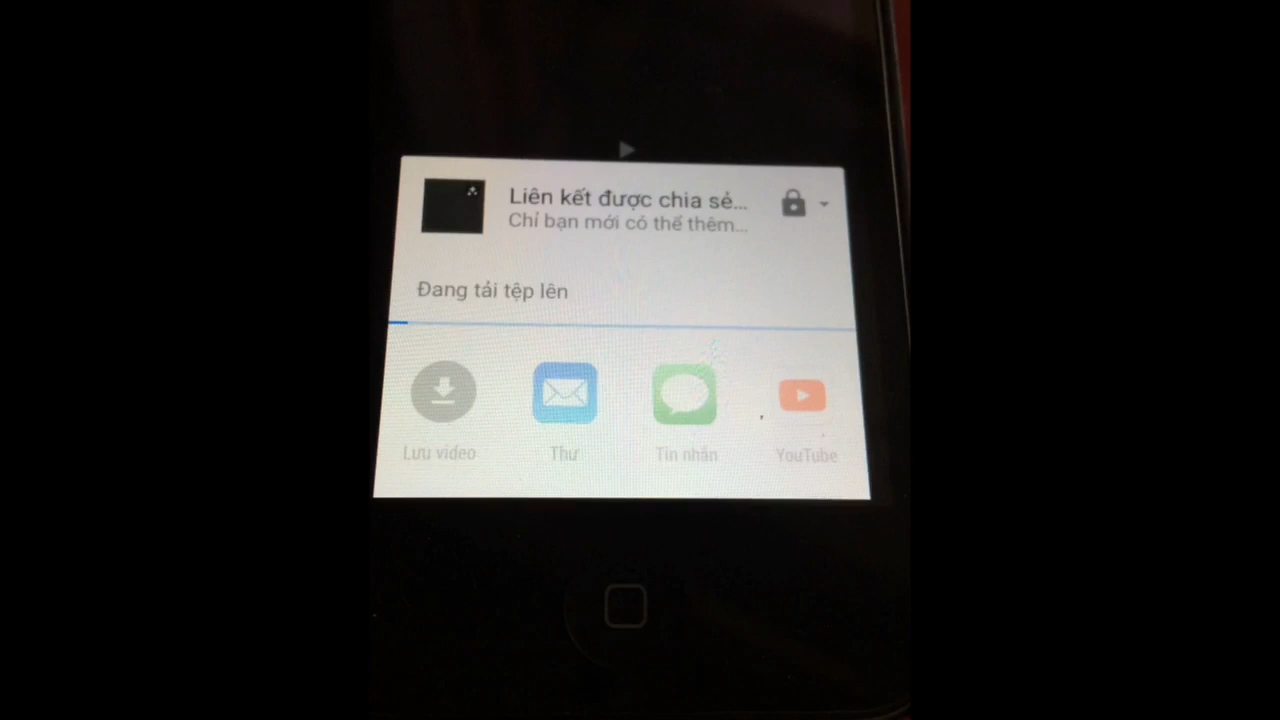 Liên kết được chia sẻ...
Chỉ bạn mới có thể thêm...
Đang tải tệp lên
Lưu video
Thư
Tin nhắn
YouTube